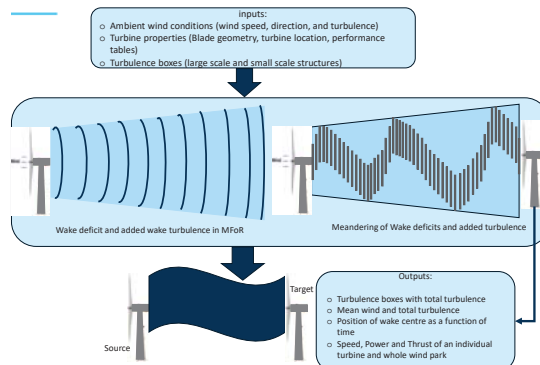 inputs:
o Ambient wind conditions (wind speed, direction, and turbulence)
o Turbine properties (Blade geometry, turbine location, performance
tables)
o Turbulence boxes (large scale and small scale structures)
Wake deficit and added wake turbulence in MFoR
Meandering of Wake deficits and added turbulence
Target
Source
Outputs:
o Turbulence boxes with total turbulence
o Mean wind and total turbulence
o Position of wake centre as a function of
time
o Speed, Power and Thrust of an individual
turbine and whole wind park